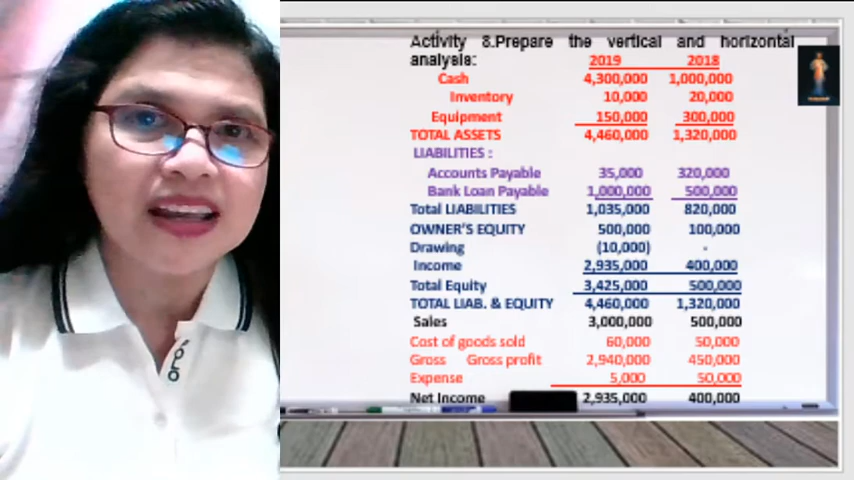 Activity 8.Prepare the vertical and horizontal
analysis: 2019 2018
Cash 4,300,000 1,000,000
Inventory 10,000 20,000
Equipment 150,000 300,000
TOTAL ASSETS 4,460,000 1,320,000
LIABILITIES :
Accounts Payable 35,000 320,000
Bank Loan Payable 1,000,000 500,000
Total LIABILITIES 1,035,000 820,000
OWNER'S EQUITY 500,000 100,000
Drawing (10,000) -
Income 2,935,000 400,000
Total Equity 3,425,000 500,000
TOTAL LIAB. & EQUITY 4,460,000 1,320,000
Sales 3,000,000 500,000
Cost of goods sold 60,000 50,000
Gross Gross profit 2,940,000 450,000
Expense 5,000 50,000
Net Income 2,935,000 400,000